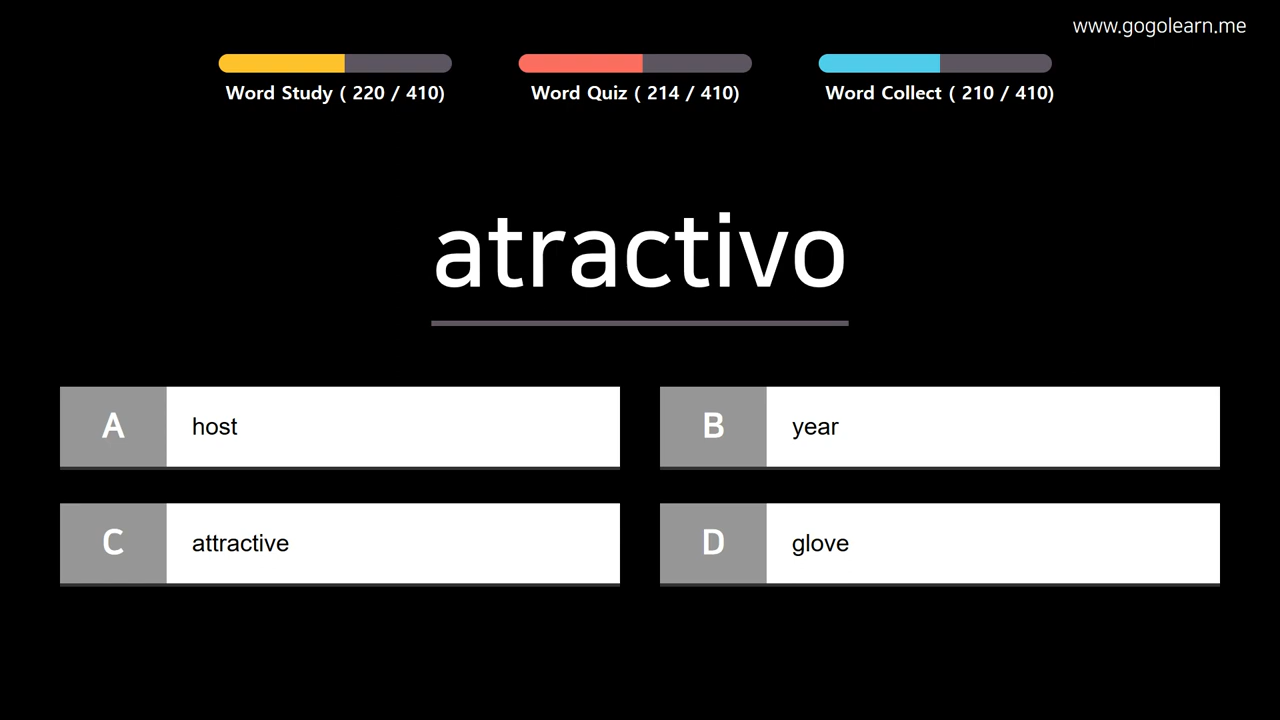 www.gogolearn.me
Word Study ( 220 / 410)
Word Quiz ( 214 / 410)
Word Collect ( 210 / 410)
atractivo
A host
B year
C attractive
D glove